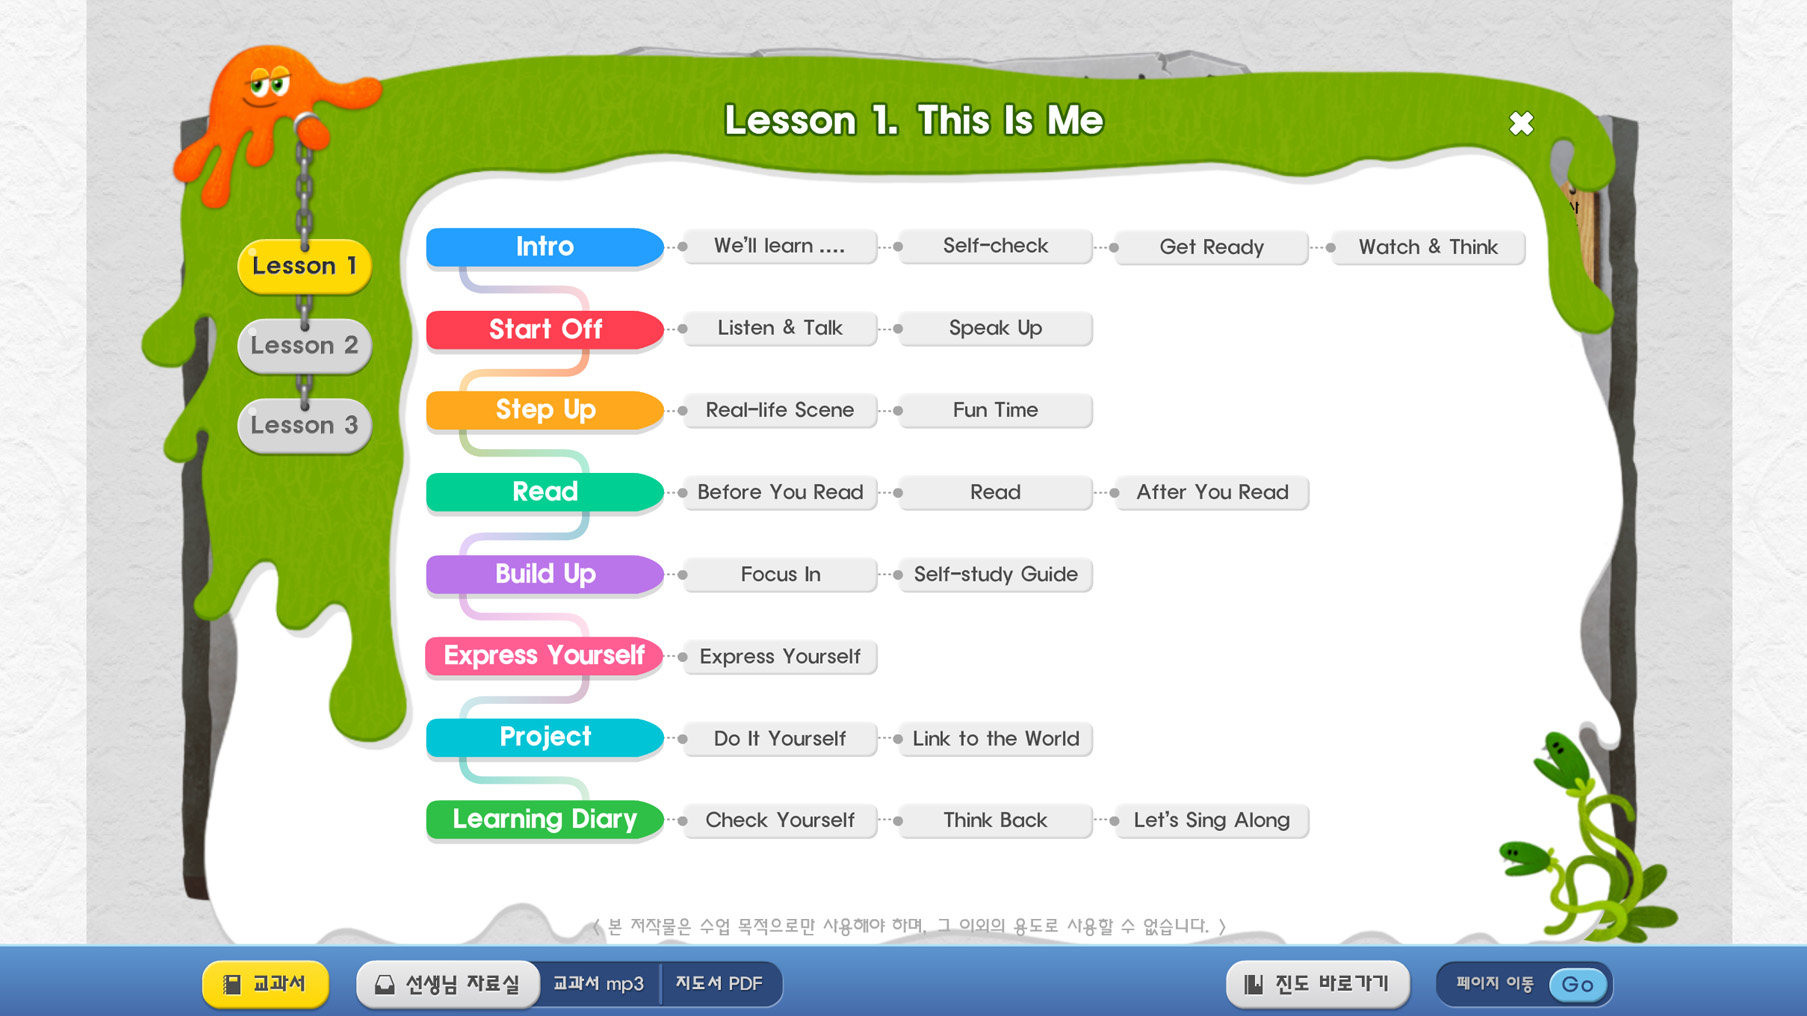 Lesson 1. This Is Me
Lesson 1
Lesson 2
Lesson 3
Intro We'll learn .... Self-check Get Ready Watch & Think
Start Off Listen & Talk Speak Up
Step Up Real-life Scene Fun Time
Read Before You Read Read After You Read
Build Up Focus In Self-study Guide
Express Yourself Express Yourself
Project Do It Yourself Link to the World
Learning Diary Check Yourself Think Back Let's Sing Along
< 본 저작물은 수업 목적으로만 사용해야 하며, 그 이외의 용도로 사용할 수 없습니다. >
교과서 선생님 자료실 교과서 mp3 지도서 PDF 진도 바로가기 페이지 이동 Go